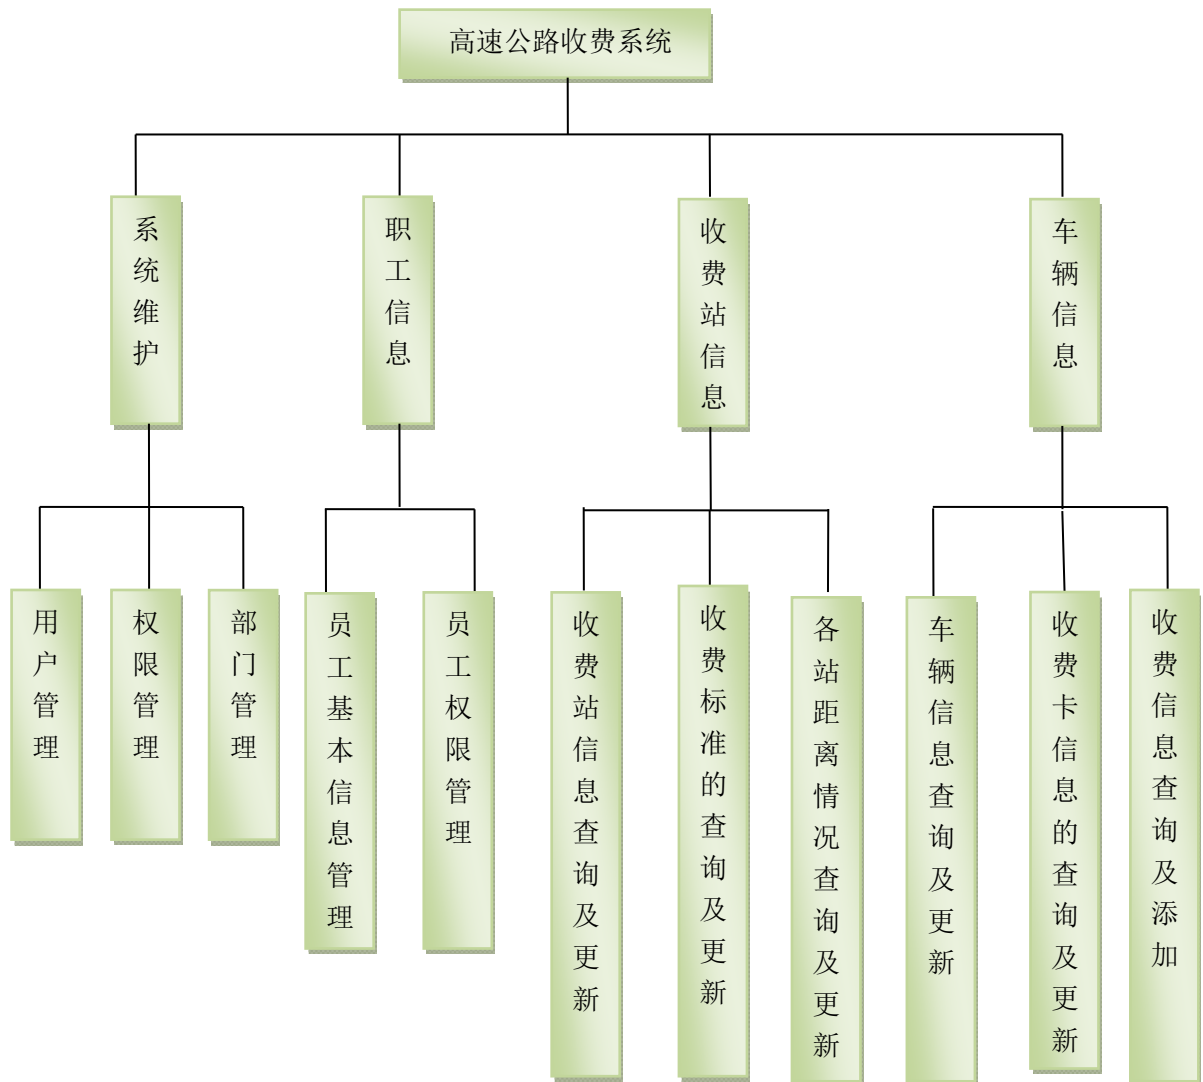 高速公路收费系统
系统维护
职工信息
收费站信息
车辆信息
用户管理
权限管理
部门管理
员工基本信息管理
员工权限管理
收费站信息查询及更新
收费标准的查询及更新
各站距离情况查询及更新
车辆信息查询及更新
收费卡信息的查询及更新
收费信息查询及添加